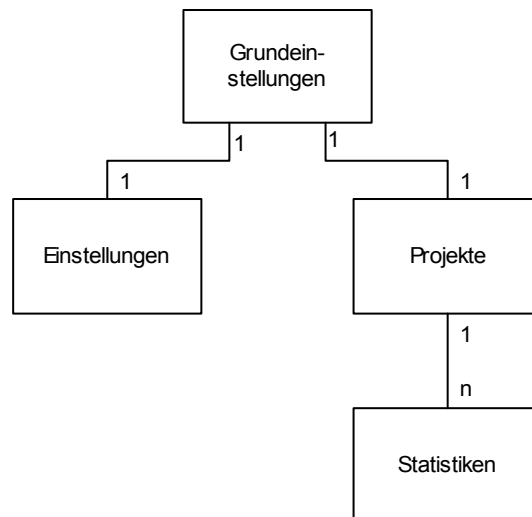 Grundein-
stellungen
1
1
1
1
Einstellungen
Projekte
1
n
Statistiken